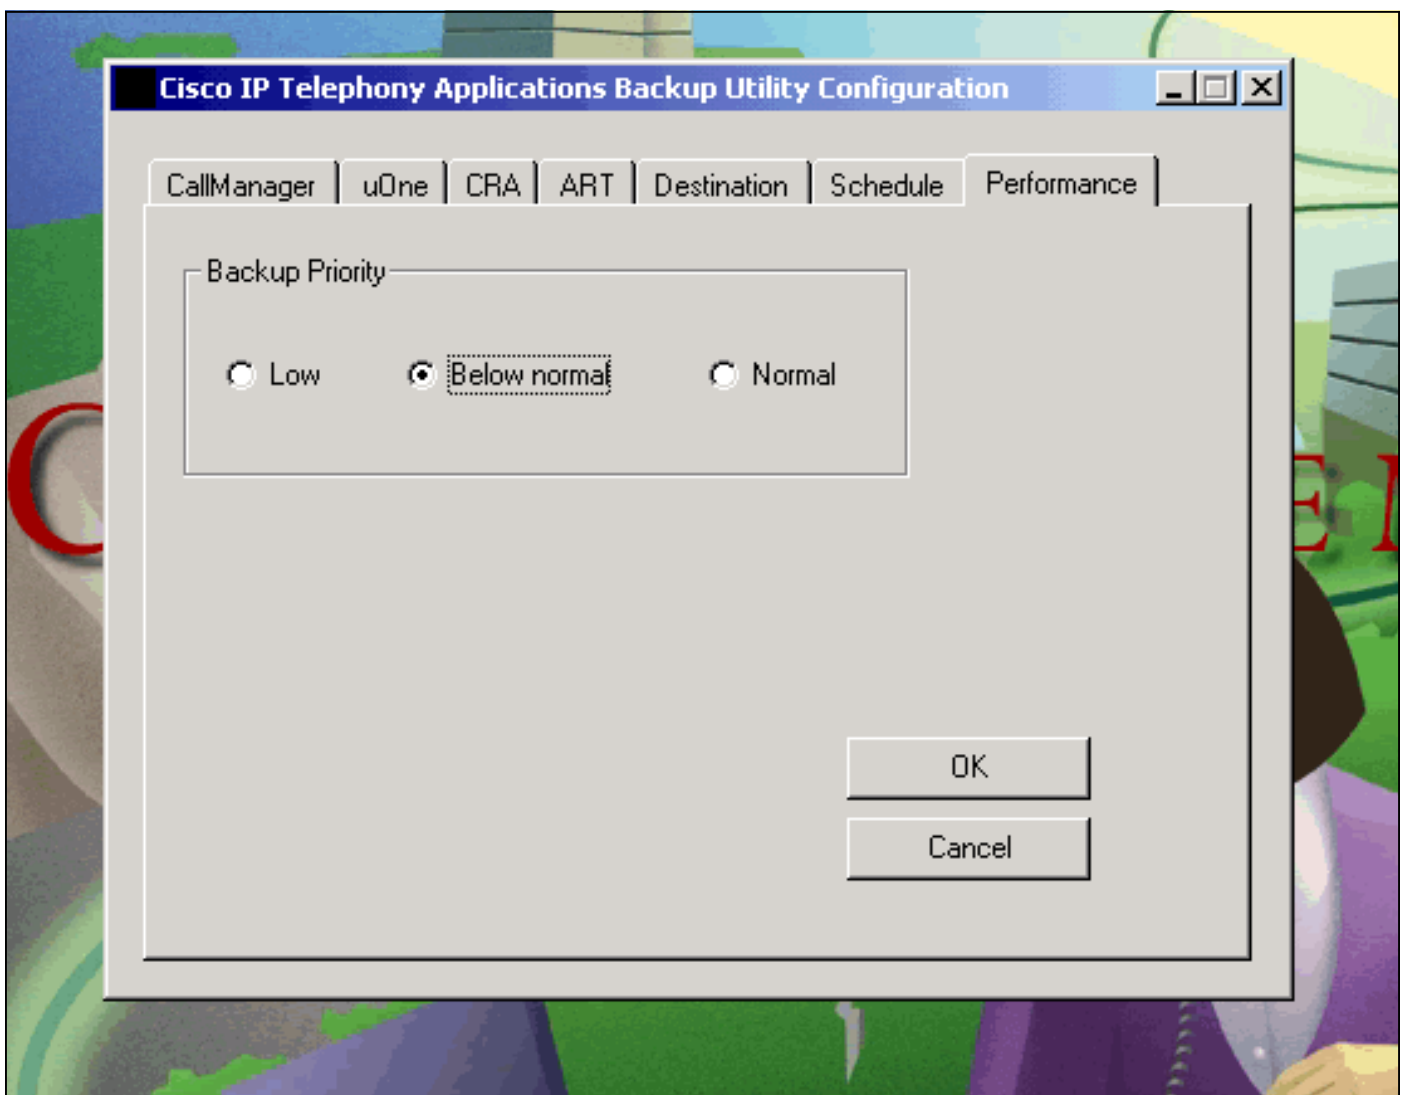 Cisco IP Telephony Applications Backup Utility Configuration
CallManager uOne CRA ART Destination Schedule Performance
Backup Priority
Low Below normal Normal
OK
Cancel